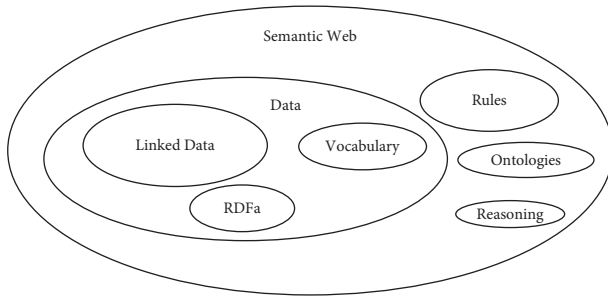 Semantic Web
Data
Rules
Linked Data
Vocabulary
Ontologies
RDFa
Reasoning